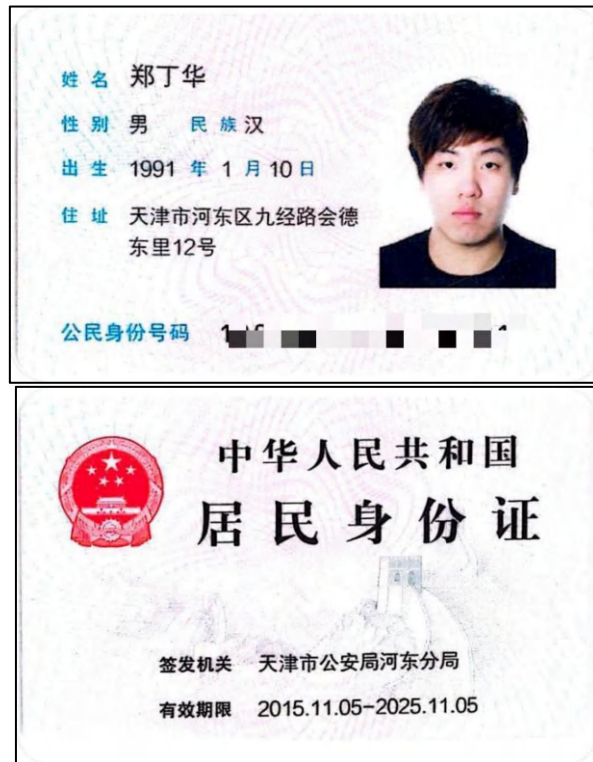 姓名 郑丁华
性别 男 民族 汉
出生 1991 年 1 月 10 日
住址 天津市河东区九经路会德
东里12号
公民身份号码
中华人民共和国
居民身份证
签发机关 天津市公安局河东分局
有效期限 2015.11.05-2025.11.05